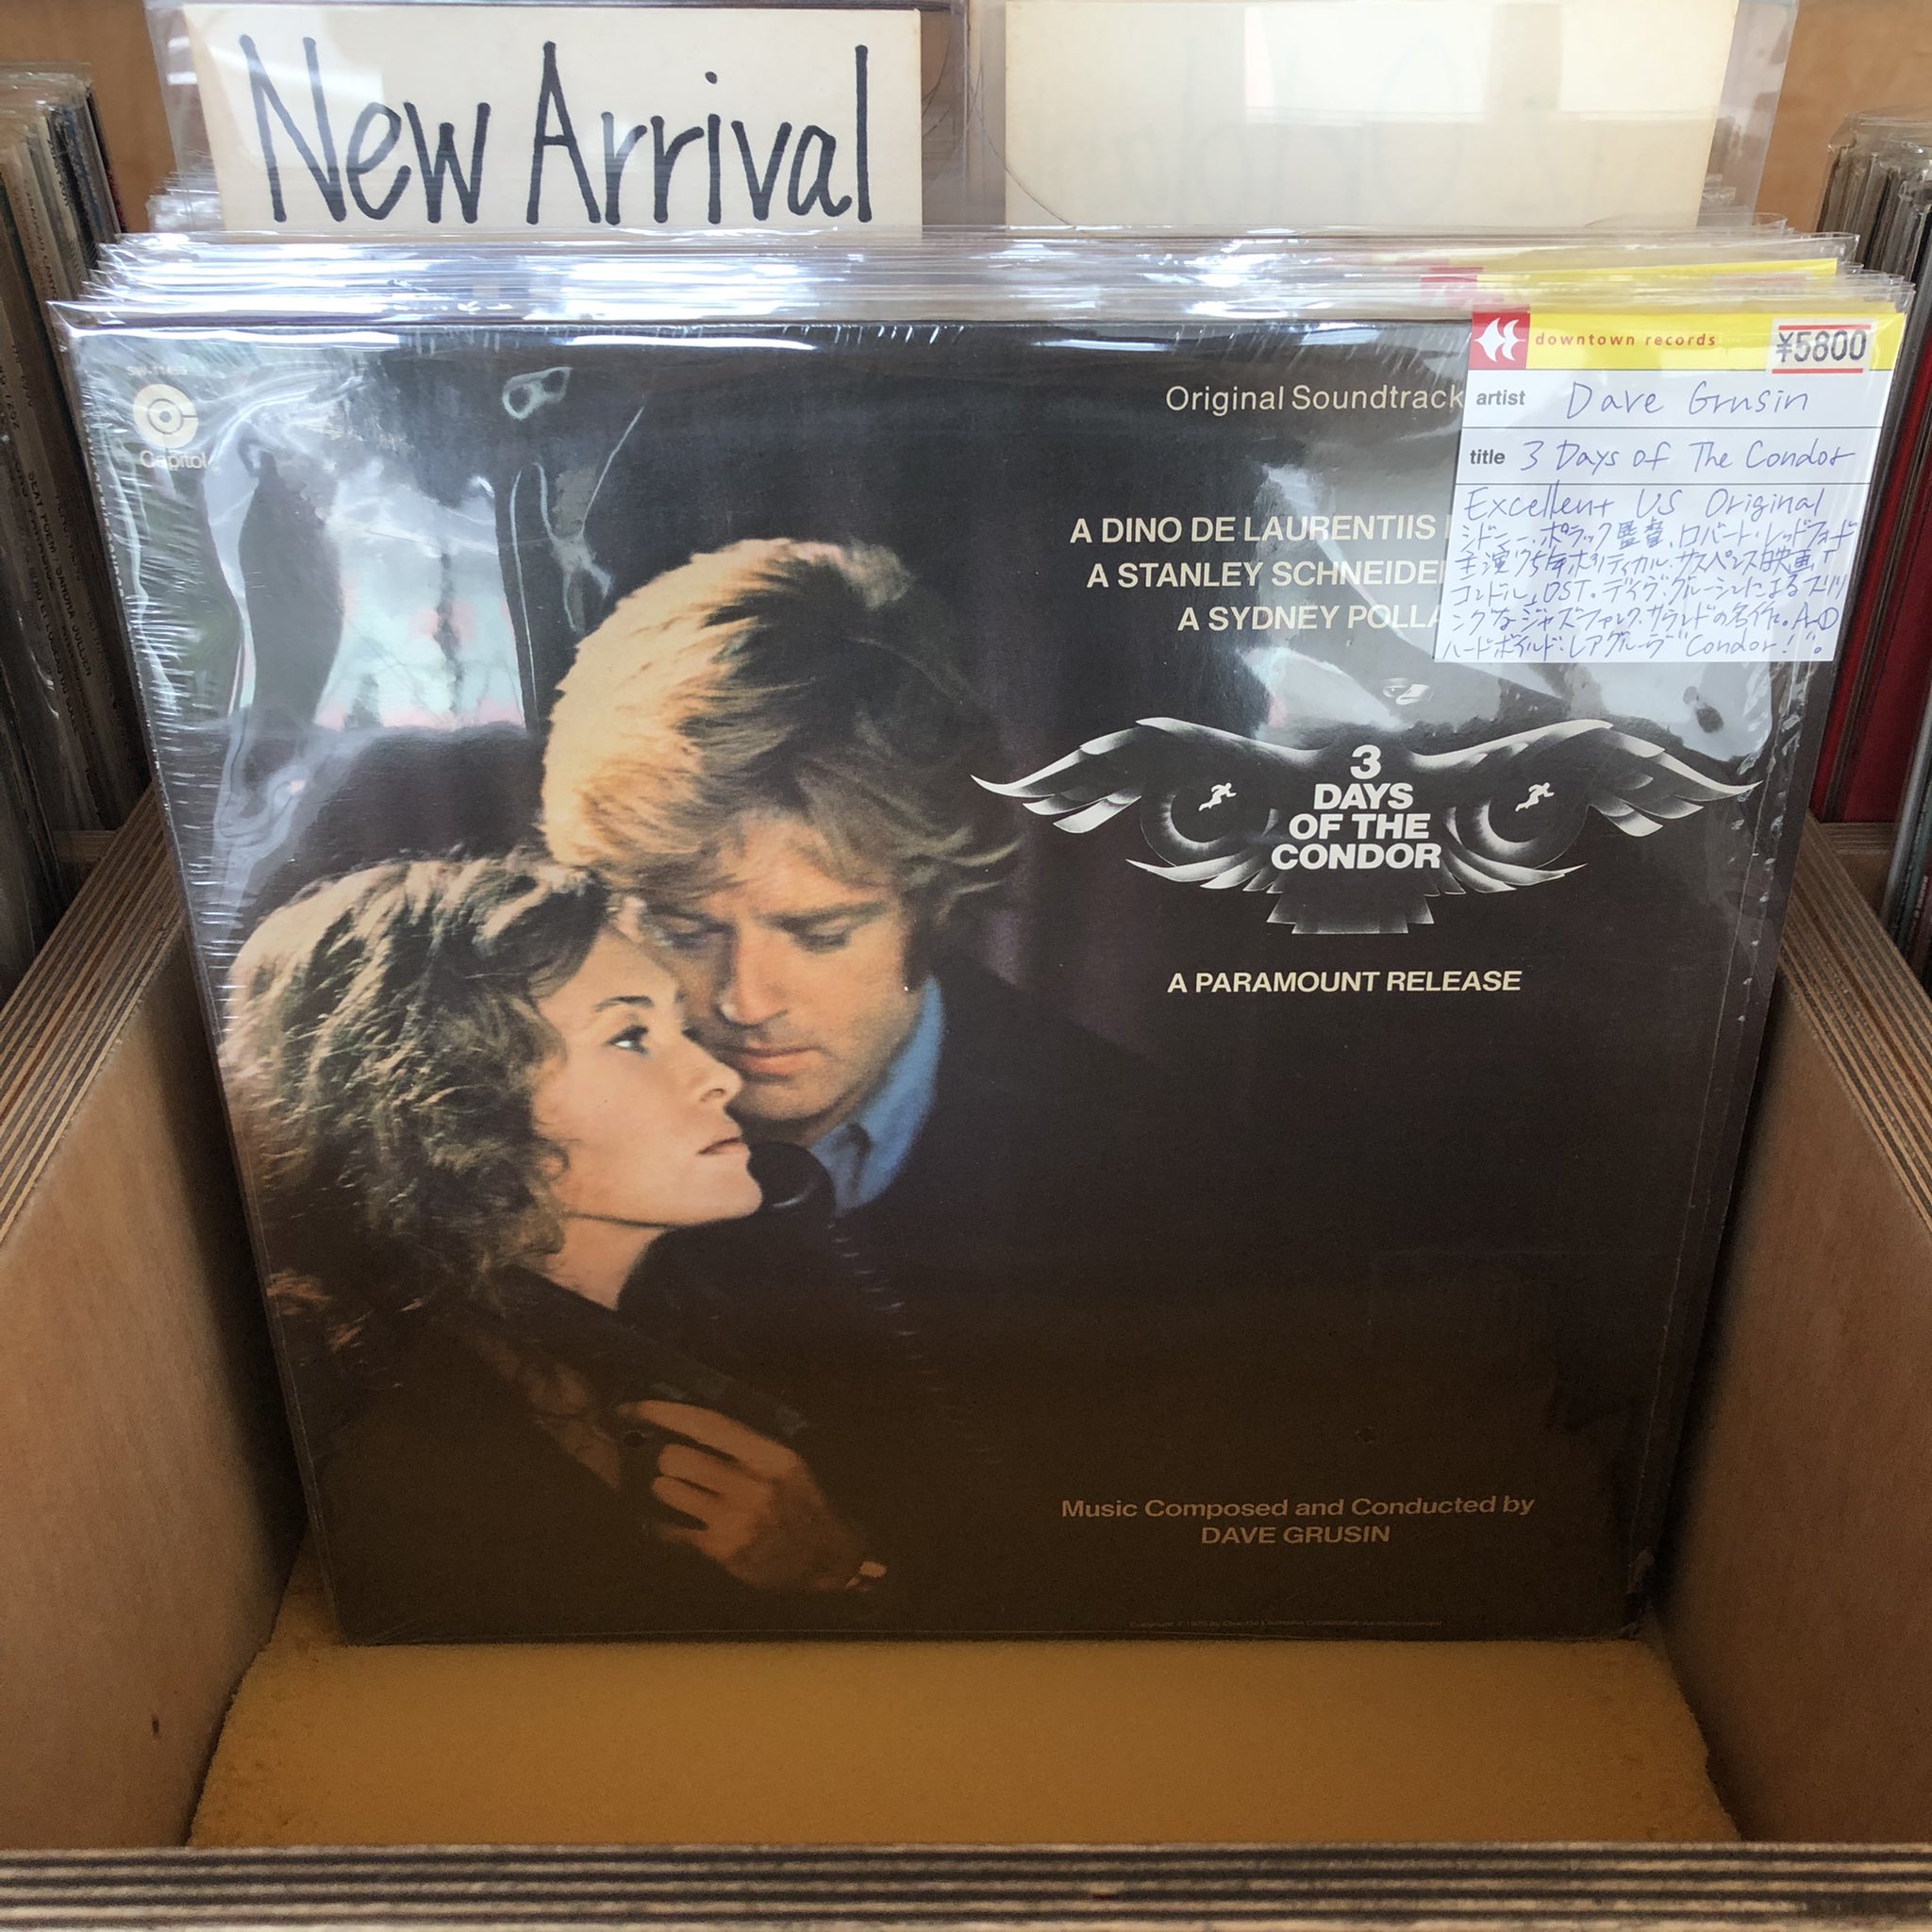 New Arrival
downtown records
¥5800
artist Dave Grusin
title 3 Days of The Condor
Excellent US Original
シドニー・ポラック監督、ロバート・レッドフォード
主演75年ポリティカル・サスペンス映画「
コンドル」OST。デイヴ・グルーシンによるスリリ
ングなジャズファンク・サウンドの名作。A-①
ハードボイルド・レアグルーヴ "Condor!"。
Capitol
Original Soundtrack
A DINO DE LAURENTIIS
A STANLEY SCHNEIDE
A SYDNEY POLLA
3
DAYS
OF THE
CONDOR
A PARAMOUNT RELEASE
Music Composed and Conducted by
DAVE GRUSIN